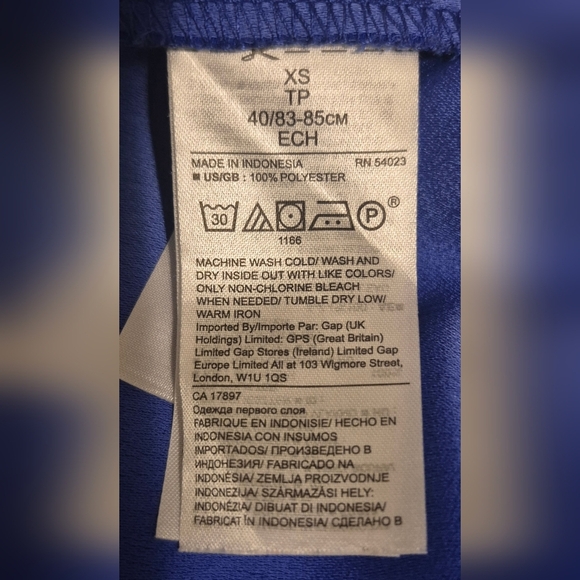 XS
TP
40/83-85CM
ECH
MADE IN INDONESIA RN 54023
■ US/GB : 100% POLYESTER
30 P ®
1186
MACHINE WASH COLD/ WASH AND
DRY INSIDE OUT WITH LIKE COLORS/
ONLY NON-CHLORINE BLEACH
WHEN NEEDED/ TUMBLE DRY LOW/
WARM IRON
Imported By/Importe Par: Gap (UK
Holdings) Limited: GPS (Great Britain)
Limited Gap Stores (Ireland) Limited Gap
Europe Limited All at 103 Wigmore Street,
London, W1U 1QS
CA 17897
Одежда первого слоя
FABRIQUE EN INDONISIE/ HECHO EN
INDONESIA CON INSUMOS
IMPORTADOS/ ПРОИЗВЕДЕНО В
ИНДОНЕЗИЯ/ FABRICADO NA
INDONÉSIA/ ZEMLJA PROIZVODNJE
INDONEZIJA/ SZÁRMAZÁSI HELY:
INDONÉZIA/ DIBUAT DI INDONESIA/
FABRICAT ÎN INDONESIA/ СДЕЛАНО В